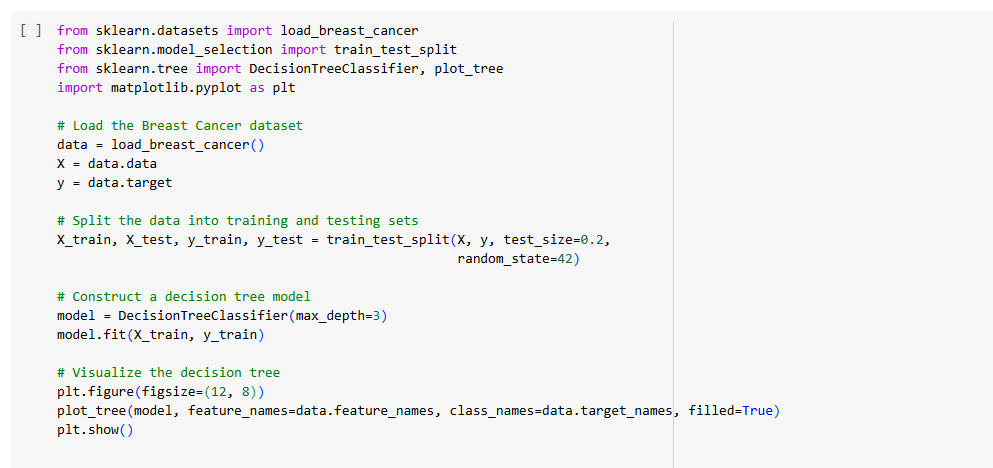 [ ] from sklearn.datasets import load_breast_cancer
from sklearn.model_selection import train_test_split
from sklearn.tree import DecisionTreeClassifier, plot_tree
import matplotlib.pyplot as plt
# Load the Breast Cancer dataset
data = load_breast_cancer()
X = data.data
y = data.target
# Split the data into training and testing sets
X_train, X_test, y_train, y_test = train_test_split(X, y, test_size=0.2,
random_state=42)
# Construct a decision tree model
model = DecisionTreeClassifier(max_depth=3)
model.fit(X_train, y_train)
# Visualize the decision tree
plt.figure(figsize=(12, 8))
plot_tree(model, feature_names=data.feature_names, class_names=data.target_names, filled=True)
plt.show()